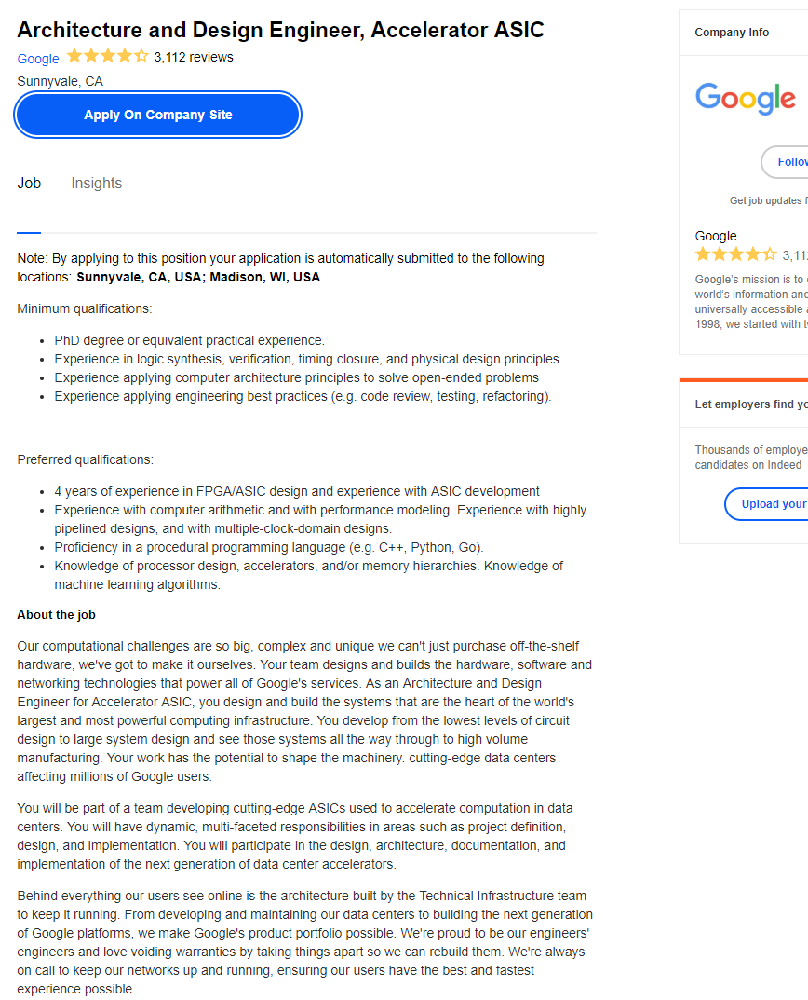 Architecture and Design Engineer, Accelerator ASIC
Google 3,112 reviews
Sunnyvale, CA
Apply On Company Site
Job Insights
Note: By applying to this position your application is automatically submitted to the following
locations: Sunnyvale, CA, USA; Madison, WI, USA
Minimum qualifications:
• PhD degree or equivalent practical experience.
• Experience in logic synthesis, verification, timing closure, and physical design principles.
• Experience applying computer architecture principles to solve open-ended problems
• Experience applying engineering best practices (e.g. code review, testing, refactoring).
Preferred qualifications:
• 4 years of experience in FPGA/ASIC design and experience with ASIC development
• Experience with computer arithmetic and with performance modeling. Experience with highly
pipelined designs, and with multiple-clock-domain designs.
• Proficiency in a procedural programming language (e.g. C++, Python, Go).
• Knowledge of processor design, accelerators, and/or memory hierarchies. Knowledge of
machine learning algorithms.
About the job
Our computational challenges are so big, complex and unique we can't just purchase off-the-shelf
hardware, we've got to make it ourselves. Your team designs and builds the hardware, software and
networking technologies that power all of Google's services. As an Architecture and Design
Engineer for Accelerator ASIC, you design and build the systems that are the heart of the world's
largest and most powerful computing infrastructure. You develop from the lowest levels of circuit
design to large system design and see those systems all the way through to high volume
manufacturing. Your work has the potential to shape the machinery. cutting-edge data centers
affecting millions of Google users.
You will be part of a team developing cutting-edge ASICs used to accelerate computation in data
centers. You will have dynamic, multi-faceted responsibilities in areas such as project definition,
design, and implementation. You will participate in the design, architecture, documentation, and
implementation of the next generation of data center accelerators.
Behind everything our users see online is the architecture built by the Technical Infrastructure team
to keep it running. From developing and maintaining our data centers to building the next generation
of Google platforms, we make Google's product portfolio possible. We're proud to be our engineers'
engineers and love voiding warranties by taking things apart so we can rebuild them. We're always
on call to keep our networks up and running, ensuring our users have the best and fastest
experience possible.
Company Info
Google
Follow
Get job updates f
Google
3,11
Google's mission is to
world's information and
universally accessible
1998, we started with
Let employers find yo
Thousands of employe
candidates on Indeed
Upload your